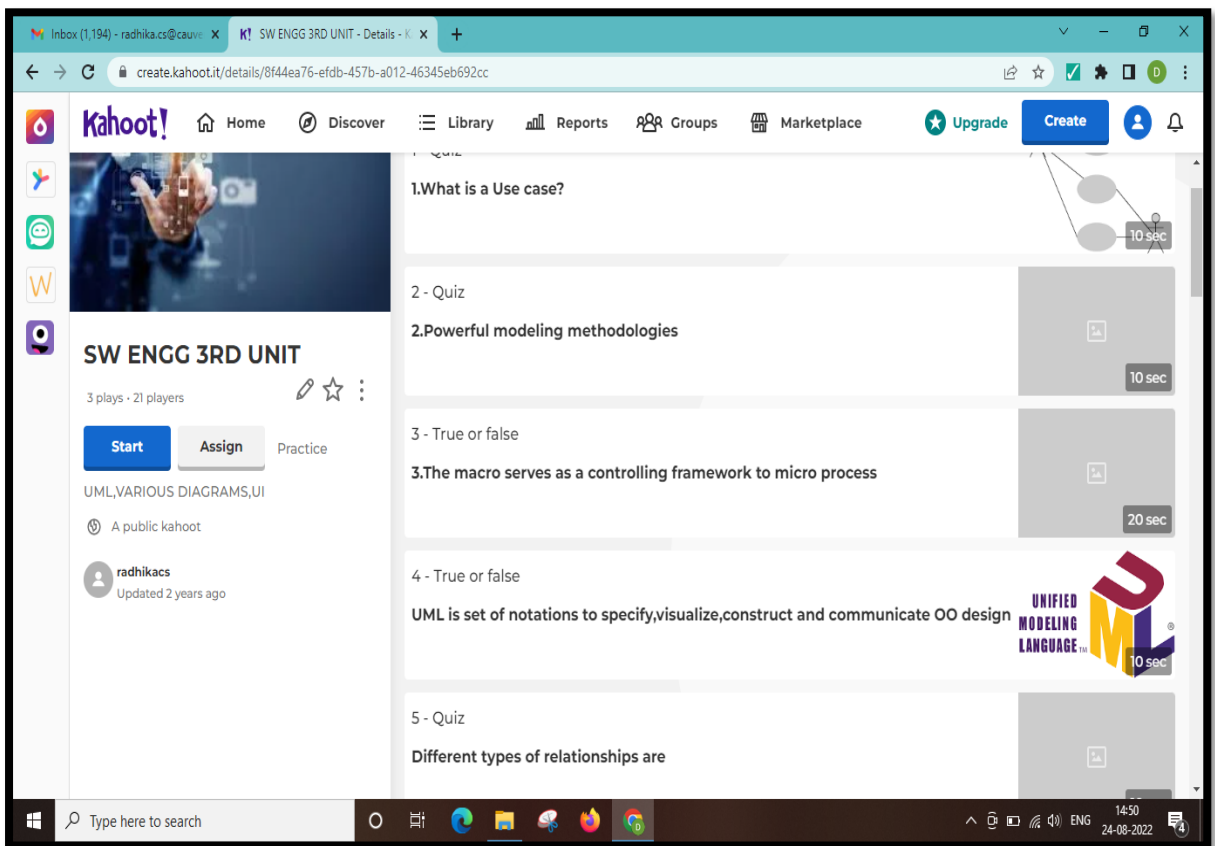 Inbox (1,194) - radhika.cs@cauve
K! SW ENGG 3RD UNIT - Details - K
create.kahoot.it/details/8f44ea76-efdb-457b-a012-46345eb692cc
D
Kahoot!
Home
Discover
Library
Reports
Groups
Marketplace
Upgrade
Create
W
SW ENGG 3RD UNIT
3 plays · 21 players
Start
Assign
Practice
UML,VARIOUS DIAGRAMS,UI
A public kahoot
radhikacs
Updated 2 years ago
1 - Quiz
1.What is a Use case?
10 sec
2 - Quiz
2.Powerful modeling methodologies
10 sec
3 - True or false
3.The macro serves as a controlling framework to micro process
20 sec
4 - True or false
UML is set of notations to specify,visualize,construct and communicate OO design
UNIFIED
MODELING
LANGUAGE TM
UML ®
10 sec
5 - Quiz
Different types of relationships are
Type here to search
ENG
14:50
24-08-2022
4